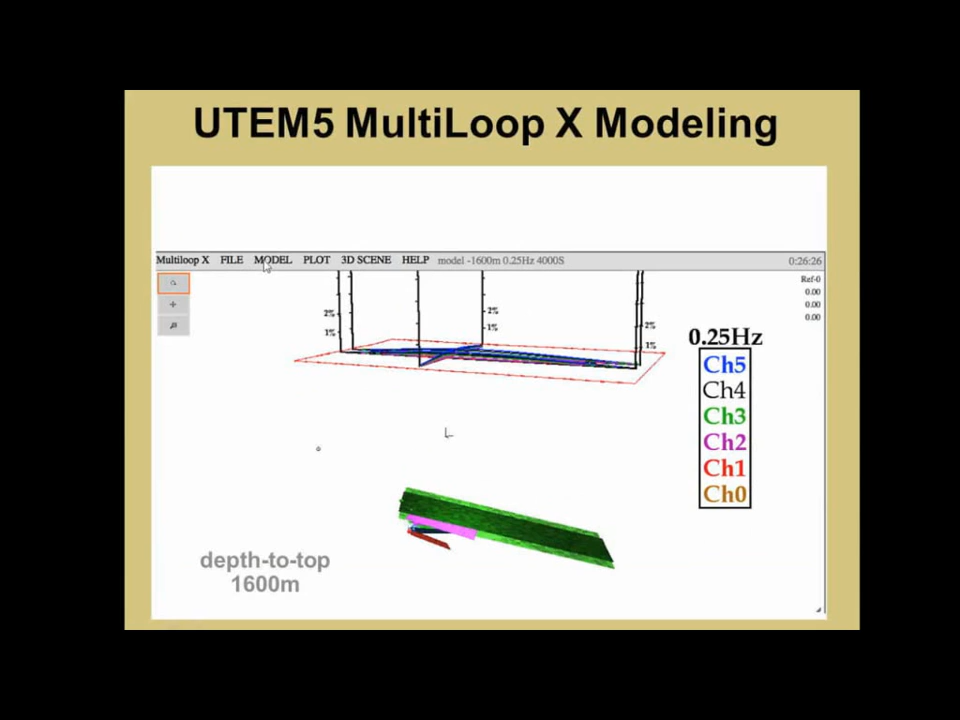 UTEM5 MultiLoop X Modeling
Multiloop X FILE MODEL PLOT 3D SCENE HELP model -1600m 0.25Hz 4000S 0:26:26
Ref-0
0.00
0.00
0.00
2%
1%
2%
1%
2%
1%
0.25Hz
Ch5
Ch4
Ch3
Ch2
Ch1
Ch0
depth-to-top
1600m